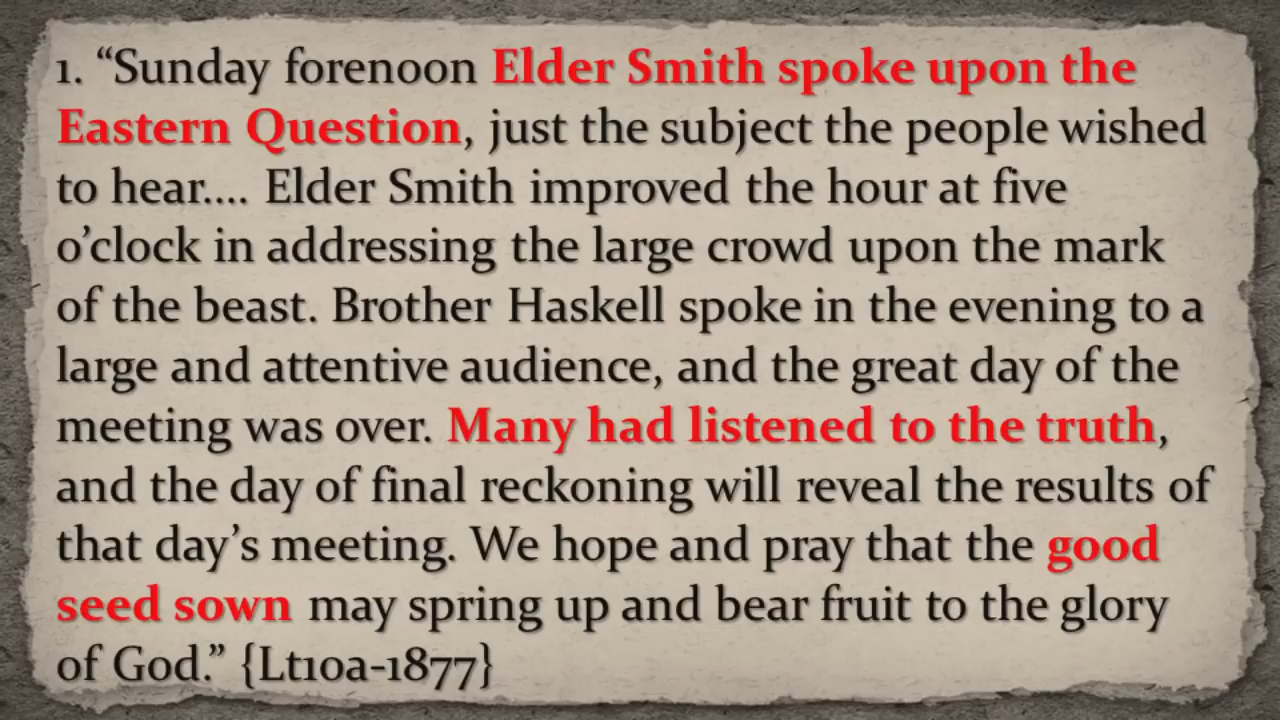 1. “Sunday forenoon Elder Smith spoke upon the
Eastern Question, just the subject the people wished
to hear.... Elder Smith improved the hour at five
o’clock in addressing the large crowd upon the mark
of the beast. Brother Haskell spoke in the evening to a
large and attentive audience, and the great day of the
meeting was over. Many had listened to the truth,
and the day of final reckoning will reveal the results of
that day’s meeting. We hope and pray that the good
seed sown may spring up and bear fruit to the glory
of God.” {Lt10a-1877}